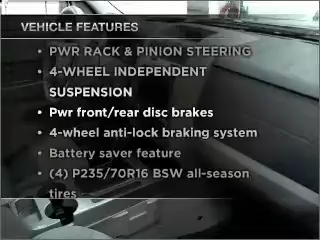 VEHICLE FEATURES
• PWR RACK & PINION STEERING
• 4-WHEEL INDEPENDENT
SUSPENSION
• Pwr front/rear disc brakes
• 4-wheel anti-lock braking system
• Battery saver feature
• (4) P235/70R16 BSW all-season
tires